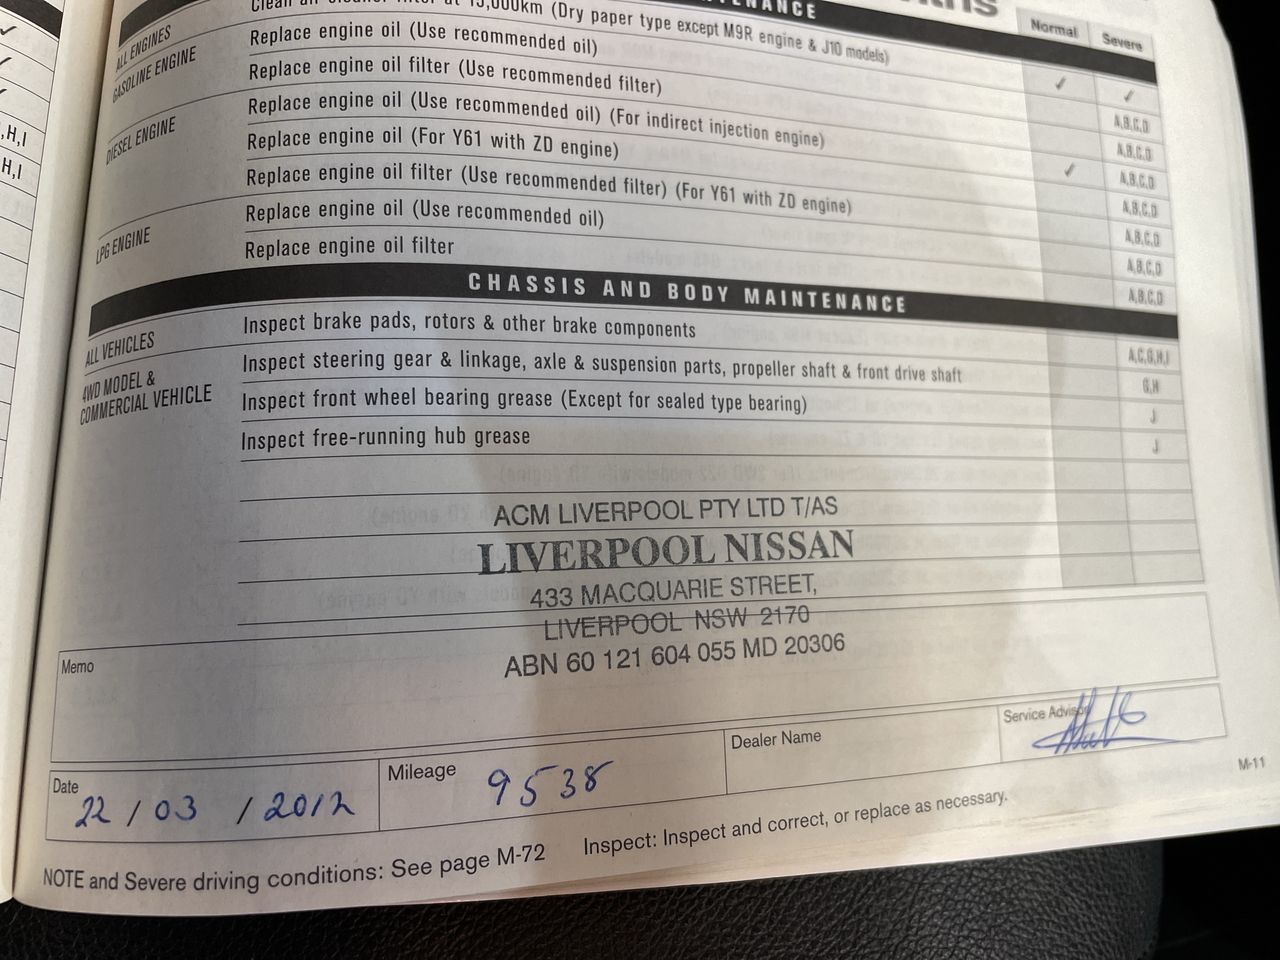 Normal Severe
NANCE
ALL ENGINES
Clean air cleaner filter at 15,000km (Dry paper type except M9R engine & J10 models) ✓ ✓
GASOLINE ENGINE
Replace engine oil (Use recommended oil) A,B,C,D
Replace engine oil filter (Use recommended filter) A,B,C,D
DIESEL ENGINE
Replace engine oil (Use recommended oil) (For indirect injection engine) ✓ A,B,C,D
Replace engine oil (For Y61 with ZD engine) A,B,C,D
Replace engine oil filter (Use recommended filter) (For Y61 with ZD engine) A,B,C,D
LPG ENGINE
Replace engine oil (Use recommended oil) A,B,C,D
Replace engine oil filter A,B,C,D
CHASSIS AND BODY MAINTENANCE
ALL VEHICLES
Inspect brake pads, rotors & other brake components A,C,G,H,I
4WD MODEL &
COMMERCIAL VEHICLE
Inspect steering gear & linkage, axle & suspension parts, propeller shaft & front drive shaft G,H
Inspect front wheel bearing grease (Except for sealed type bearing) J
Inspect free-running hub grease J
ACM LIVERPOOL PTY LTD T/AS
LIVERPOOL NISSAN
433 MACQUARIE STREET,
LIVERPOOL NSW 2170
ABN 60 121 604 055 MD 20306
Memo
Date 22/03/2012
Mileage 9538
Dealer Name
Service Advisor
M-11
NOTE and Severe driving conditions: See page M-72 Inspect: Inspect and correct, or replace as necessary.
,H,I
H,I